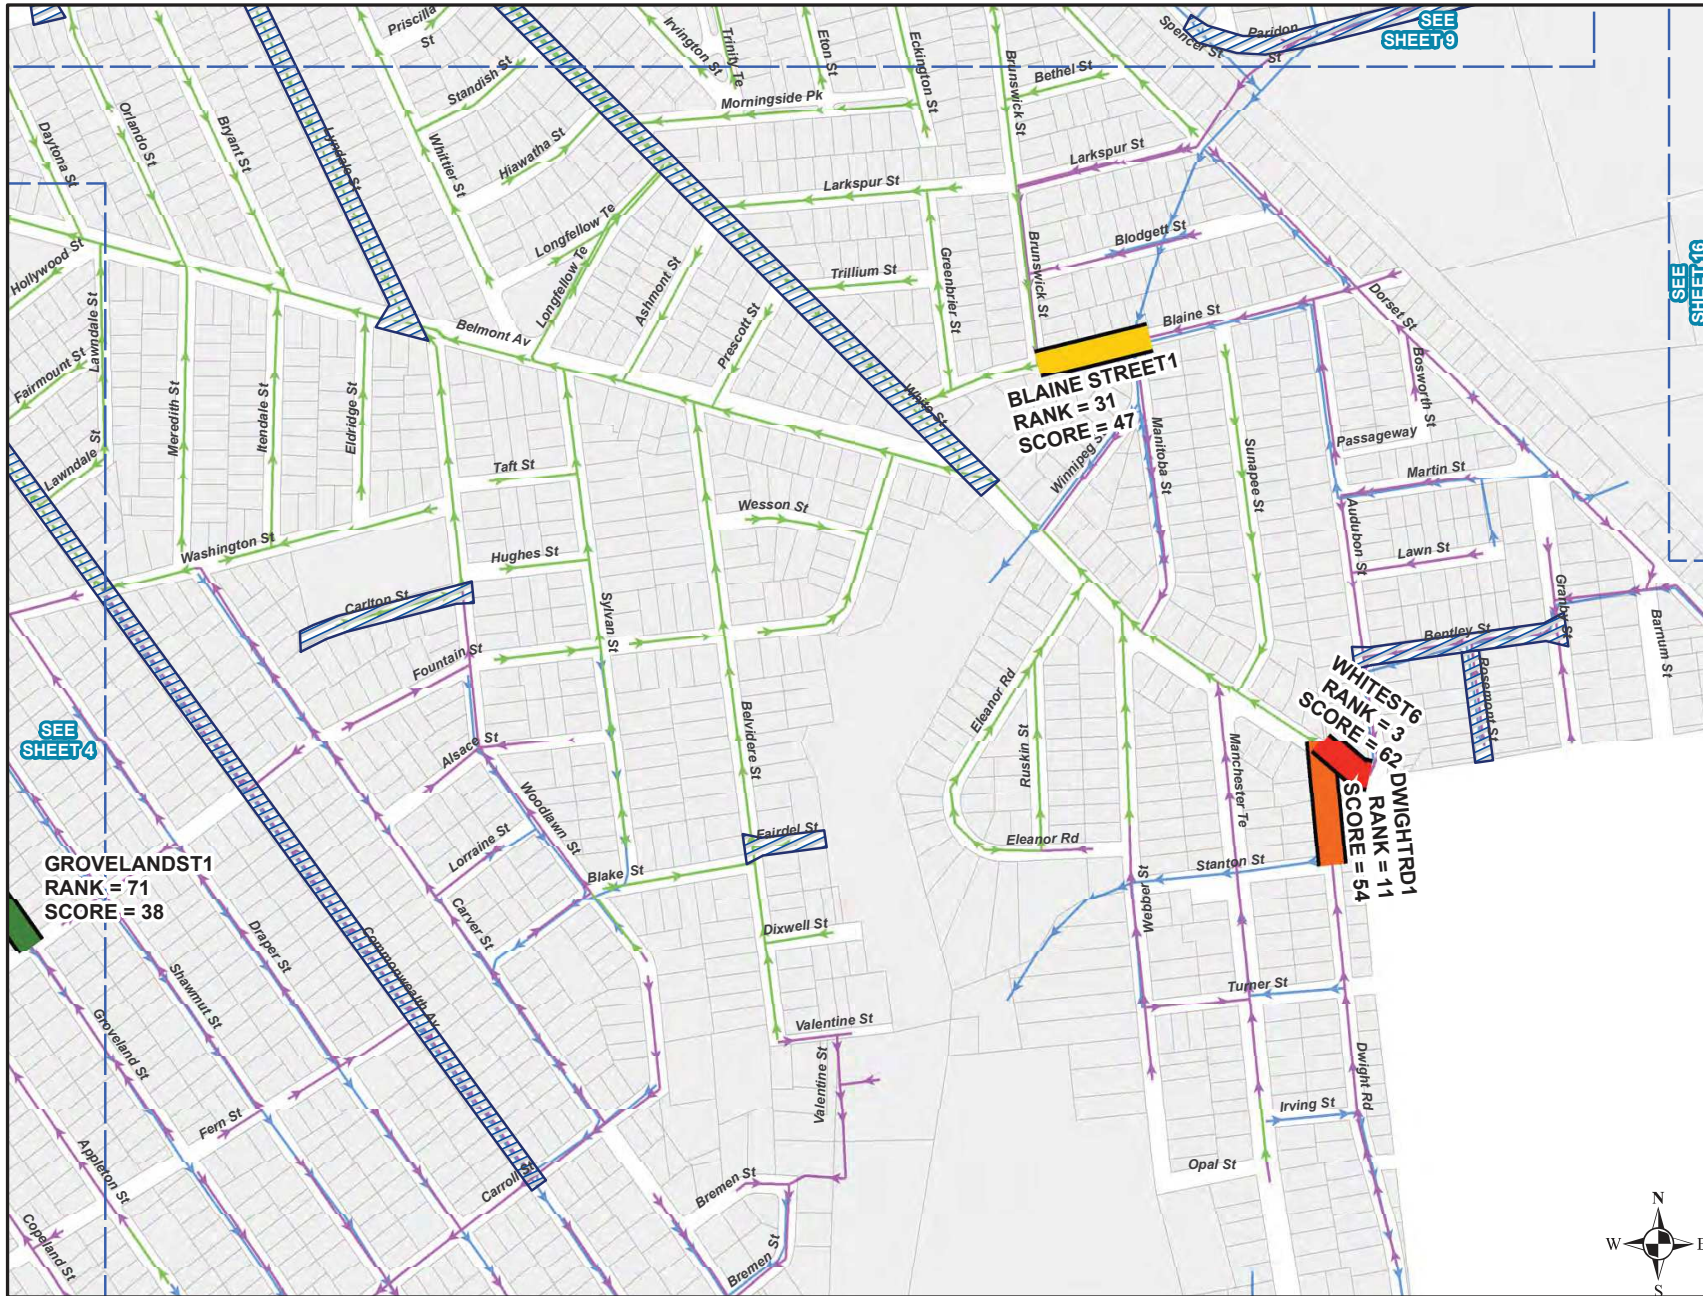 Priscilla
St
Irvington St
Trinity Te
Eton St
Eckington St
Brunswick St
Bethel St
Spencer St
Paridon
St
SEE
SHEET 9
Standish St
Morningside Pk
Daytona St
Orlando St
Bryant St
Lyndale St
Whittier St
Hiawatha St
Larkspur St
Larkspur St
Longfellow Te
Longfellow Te
Blodgett St
Hollywood St
Lawndale St
Ashmont St
Trillium St
Greenbrier St
Brunswick St
Dorset St
SEE
Belmont Av
Prescott St
Blaine St
Fairmount St
Meredith St
Itendale St
Eldridge St
White St
BLAINE STREET1
RANK = 31
SCORE = 47
Bosworth St
Passageway
Lawndale St
Taft St
Winnipeg St
Manitoba St
Sunapee St
Martin St
Wesson St
Audubon St
Washington St
Hughes St
Lawn St
Carlton St
Sylvan St
Granby St
Barnum St
Bentley St
Fountain St
Eleanor Rd
Rosemont St
WHITEST6
RANK = 3
SCORE = 62
SEE
SHEET 4
Alsace St
Belvidere St
Ruskin St
Manchester Te
DWIGHTRD1
RANK = 11
SCORE = 54
Woodlawn St
Lorraine St
Fairdel St
Eleanor Rd
Stanton St
GROVELANDST1
RANK = 71
SCORE = 38
Blake St
Webber St
Draper St
Carver St
Commonwealth Av
Dixwell St
Shawmut St
Turner St
Groveland St
Valentine St
Valentine St
Dwight Rd
Fern St
Irving St
Appleton St
Carroll St
Bremen St
Opal St
Copeland St
Bremen St
N
W
E
S